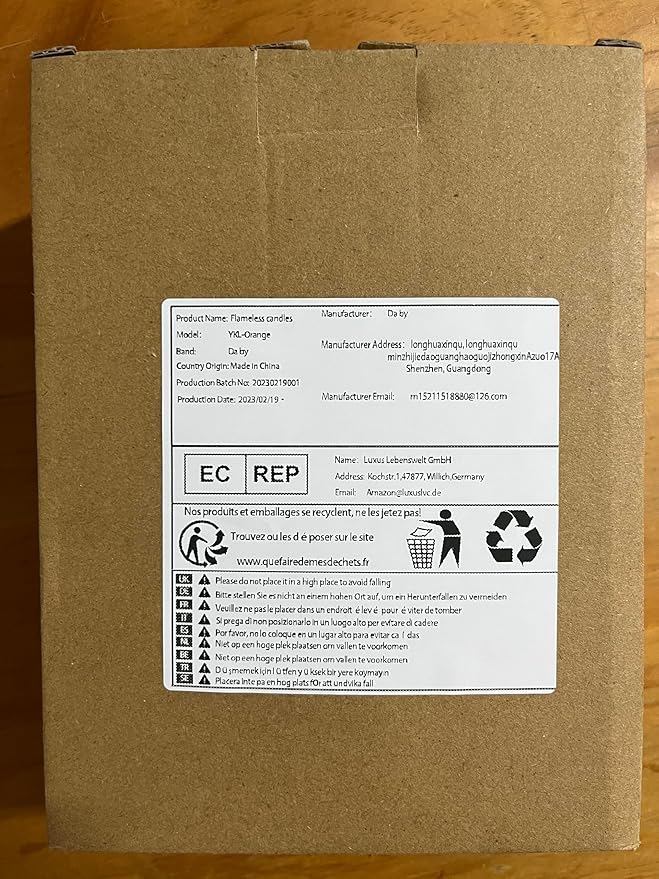 Product Name: Flameless candles
Model: YKL-Orange
Band: Da by
Country Origin: Made in China
Production Batch No: 20230219001
Production Date: 2023/02/19 -
Manufacturer: Da by
Manufacturer Address: longhuaxinqu, longhuaxinqu
minzhijiedaoguanghaoguojizhongxinAzuo17A
Shenzhen, Guangdong
Manufacturer Email: m15211518880@126.com
EC REP
Name: Luxus Lebenswelt GmbH
Address: Kochstr.1,47877, Willich,Germany
Email: Amazon@luxuslvc.de
Nos produits et emballages se recyclent, ne les jetez pas!
Trouvez ou les d é poser sur le site
www.quefairedemesdechets.fr
UK Please do not place it in a high place to avoid falling
DE Bitte stellen Sie es nicht an einem hohen Ort auf, um ein Herunterfallen zu vermeiden
FR Veuillez ne pas le placer dans un endroit é lev é pour é viter de tomber
IT Si prega di non posizionarlo in un luogo alto per evitare di cadere
ES Por favor, no lo coloque en un lugar alto para evitar ca í das
NL Niet op een hoge plek plaatsen om vallen te voorkomen
BE Niet op een hoge plek plaatsen om vallen te voorkomen
TR D ü şmemek için l ü tfen y ü ksek bir yere koymayın
SE Placera inte pa en hög plats fÖr att undvika fall